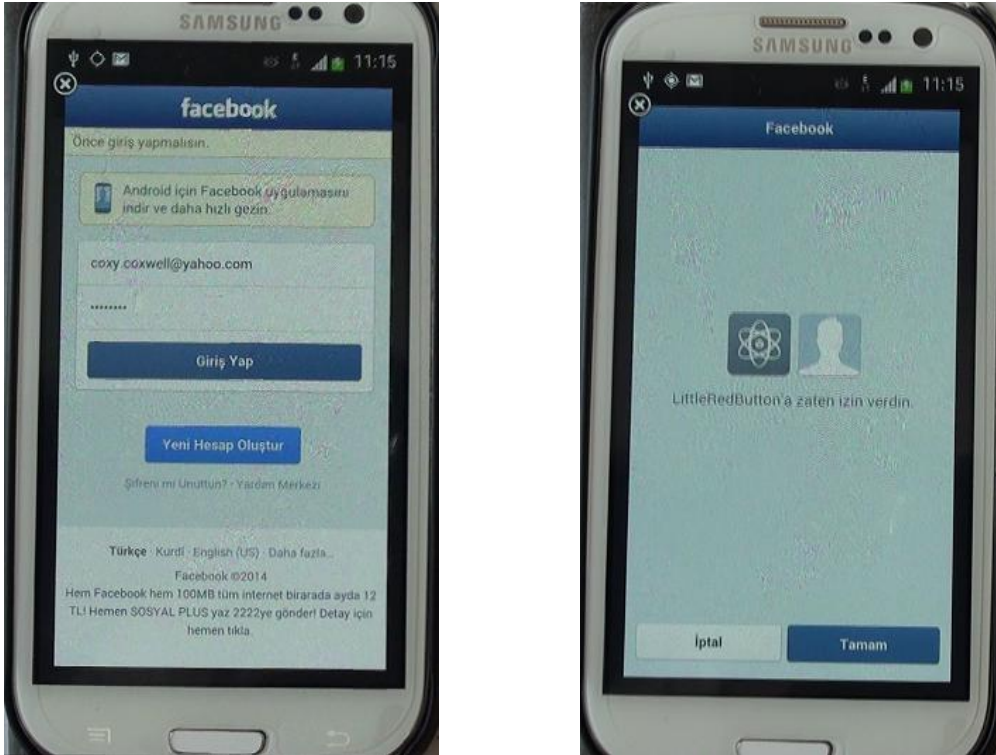 SAMSUNG
11:15
facebook
Önce giriş yapmalısın.
Android için Facebook uygulamasını
indir ve daha hızlı gezin.
coxy.coxwell@yahoo.com
........
Giriş Yap
Yeni Hesap Oluştur
Şifreni mi Unuttun? · Yardım Merkezi
Türkçe · Kurdî · English (US) · Daha fazla...
Facebook ©2014
Hem Facebook hem 100MB tüm internet birarada ayda 12
TL! Hemen SOSYAL PLUS yaz 2222ye gönder! Detay için
hemen tıkla.
SAMSUNG
11:15
Facebook
LittleRedButton'a zaten izin verdin.
İptal
Tamam